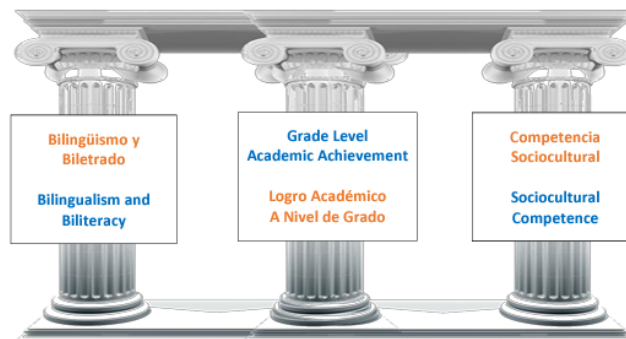 Bilingüismo y
Biletrado
Bilingualism and
Biliteracy
Grade Level
Academic Achievement
Logro Académico
A Nivel de Grado
Competencia
Sociocultural
Sociocultural
Competence